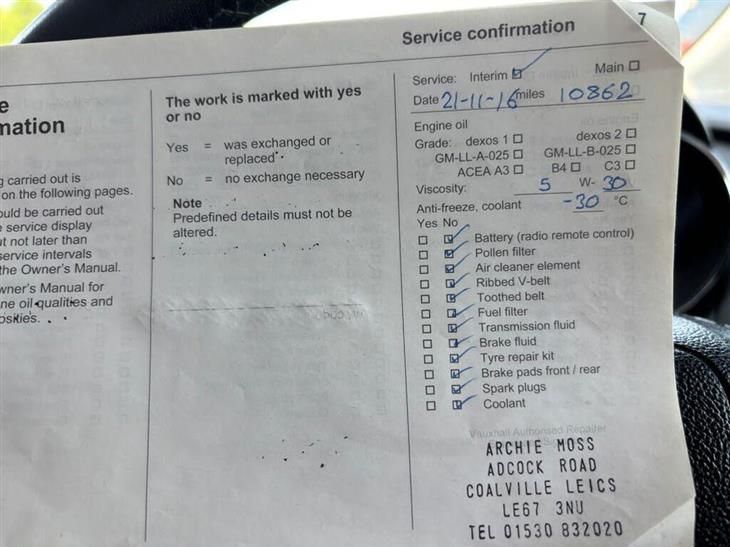 7
Service confirmation
e
mation
g carried out is
on the following pages.
ould be carried out
e service display
ut not later than
service intervals
the Owner's Manual.
wner's Manual for
ne oil qualities and
osities.
The work is marked with yes
or no
Yes = was exchanged or
replaced
No = no exchange necessary
Note
Predefined details must not be
altered.
Service: Interim Main
Date 21-11-16 miles 10862
Engine oil
Grade: dexos 1 dexos 2
GM-LL-A-025 GM-LL-B-025
ACEA A3 B4 C3
Viscosity: 5 W- 30
Anti-freeze, coolant -30 °C
Yes No
Battery (radio remote control)
Pollen filter
Air cleaner element
Ribbed V-belt
Toothed belt
Fuel filter
Transmission fluid
Brake fluid
Tyre repair kit
Brake pads front / rear
Spark plugs
Coolant
Vauxhall Authorised Repairer
ARCHIE MOSS
ADCOCK ROAD
COALVILLE LEICS
LE67 3NU
TEL 01530 832020